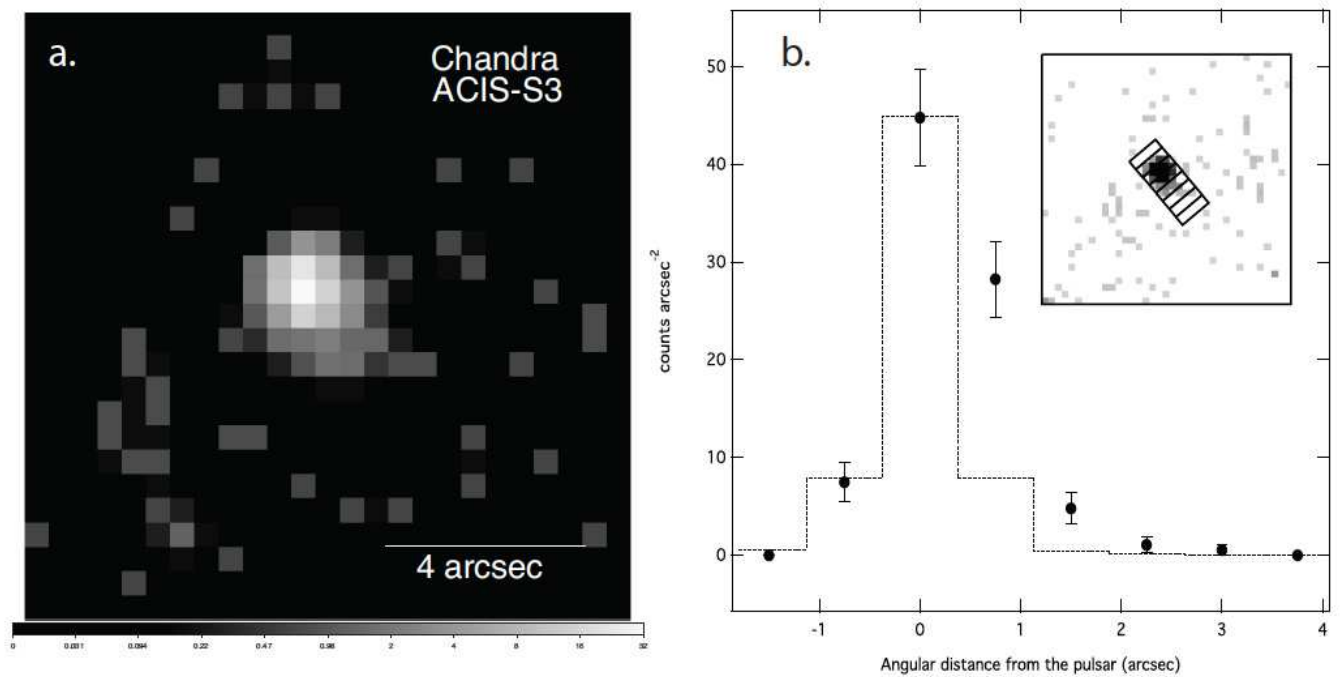 a.
Chandra
ACIS-S3
4 arcsec
0 0.031 0.094 0.22 0.47 0.98 2 4 8 16 32
b.
counts arcsec⁻²
50
40
30
20
10
0
-1 0 1 2 3 4
Angular distance from the pulsar (arcsec)